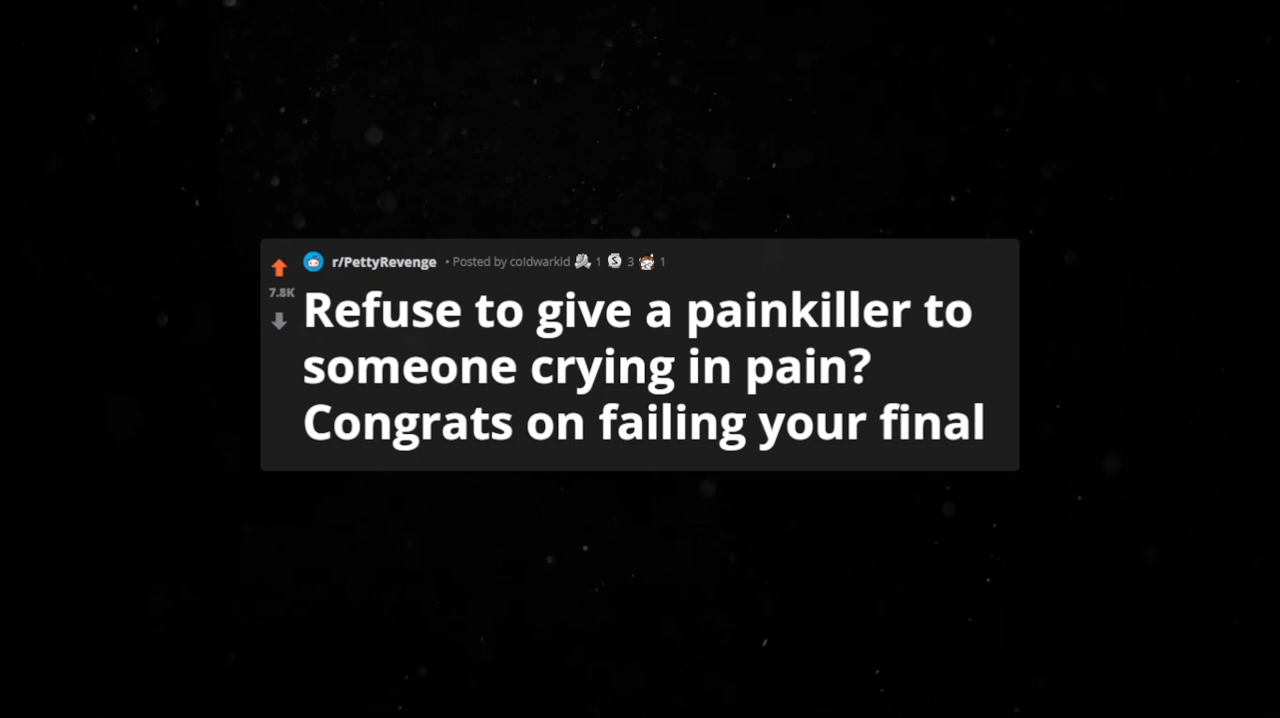 r/PettyRevenge • Posted by coldwarkid 1 3 1
7.8K
Refuse to give a painkiller to
someone crying in pain?
Congrats on failing your final